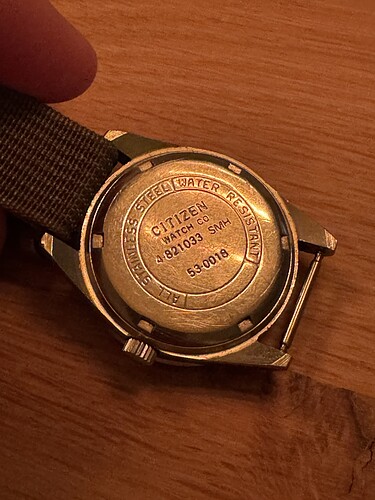 ALL STAINLESS STEEL WATER RESISTANT
CITIZEN
WATCH CO
4-821033 SMH
53-0018